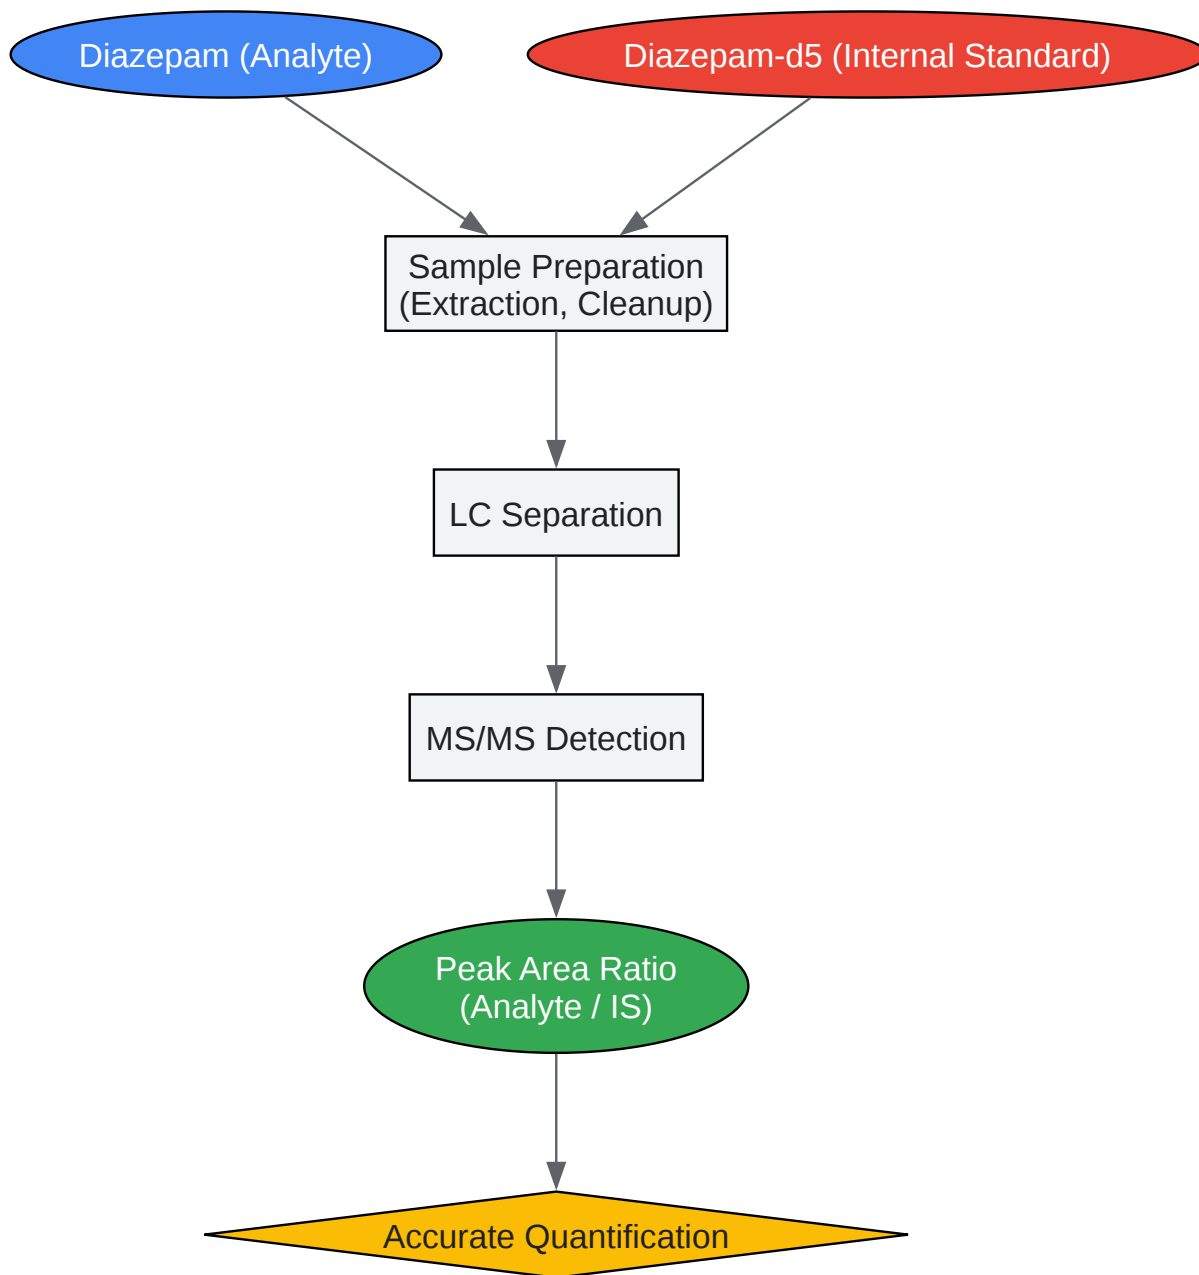 Diazepam (Analyte)
Diazepam-d5 (Internal Standard)
Sample Preparation
(Extraction, Cleanup)
LC Separation
MS/MS Detection
Peak Area Ratio
(Analyte / IS)
Accurate Quantification